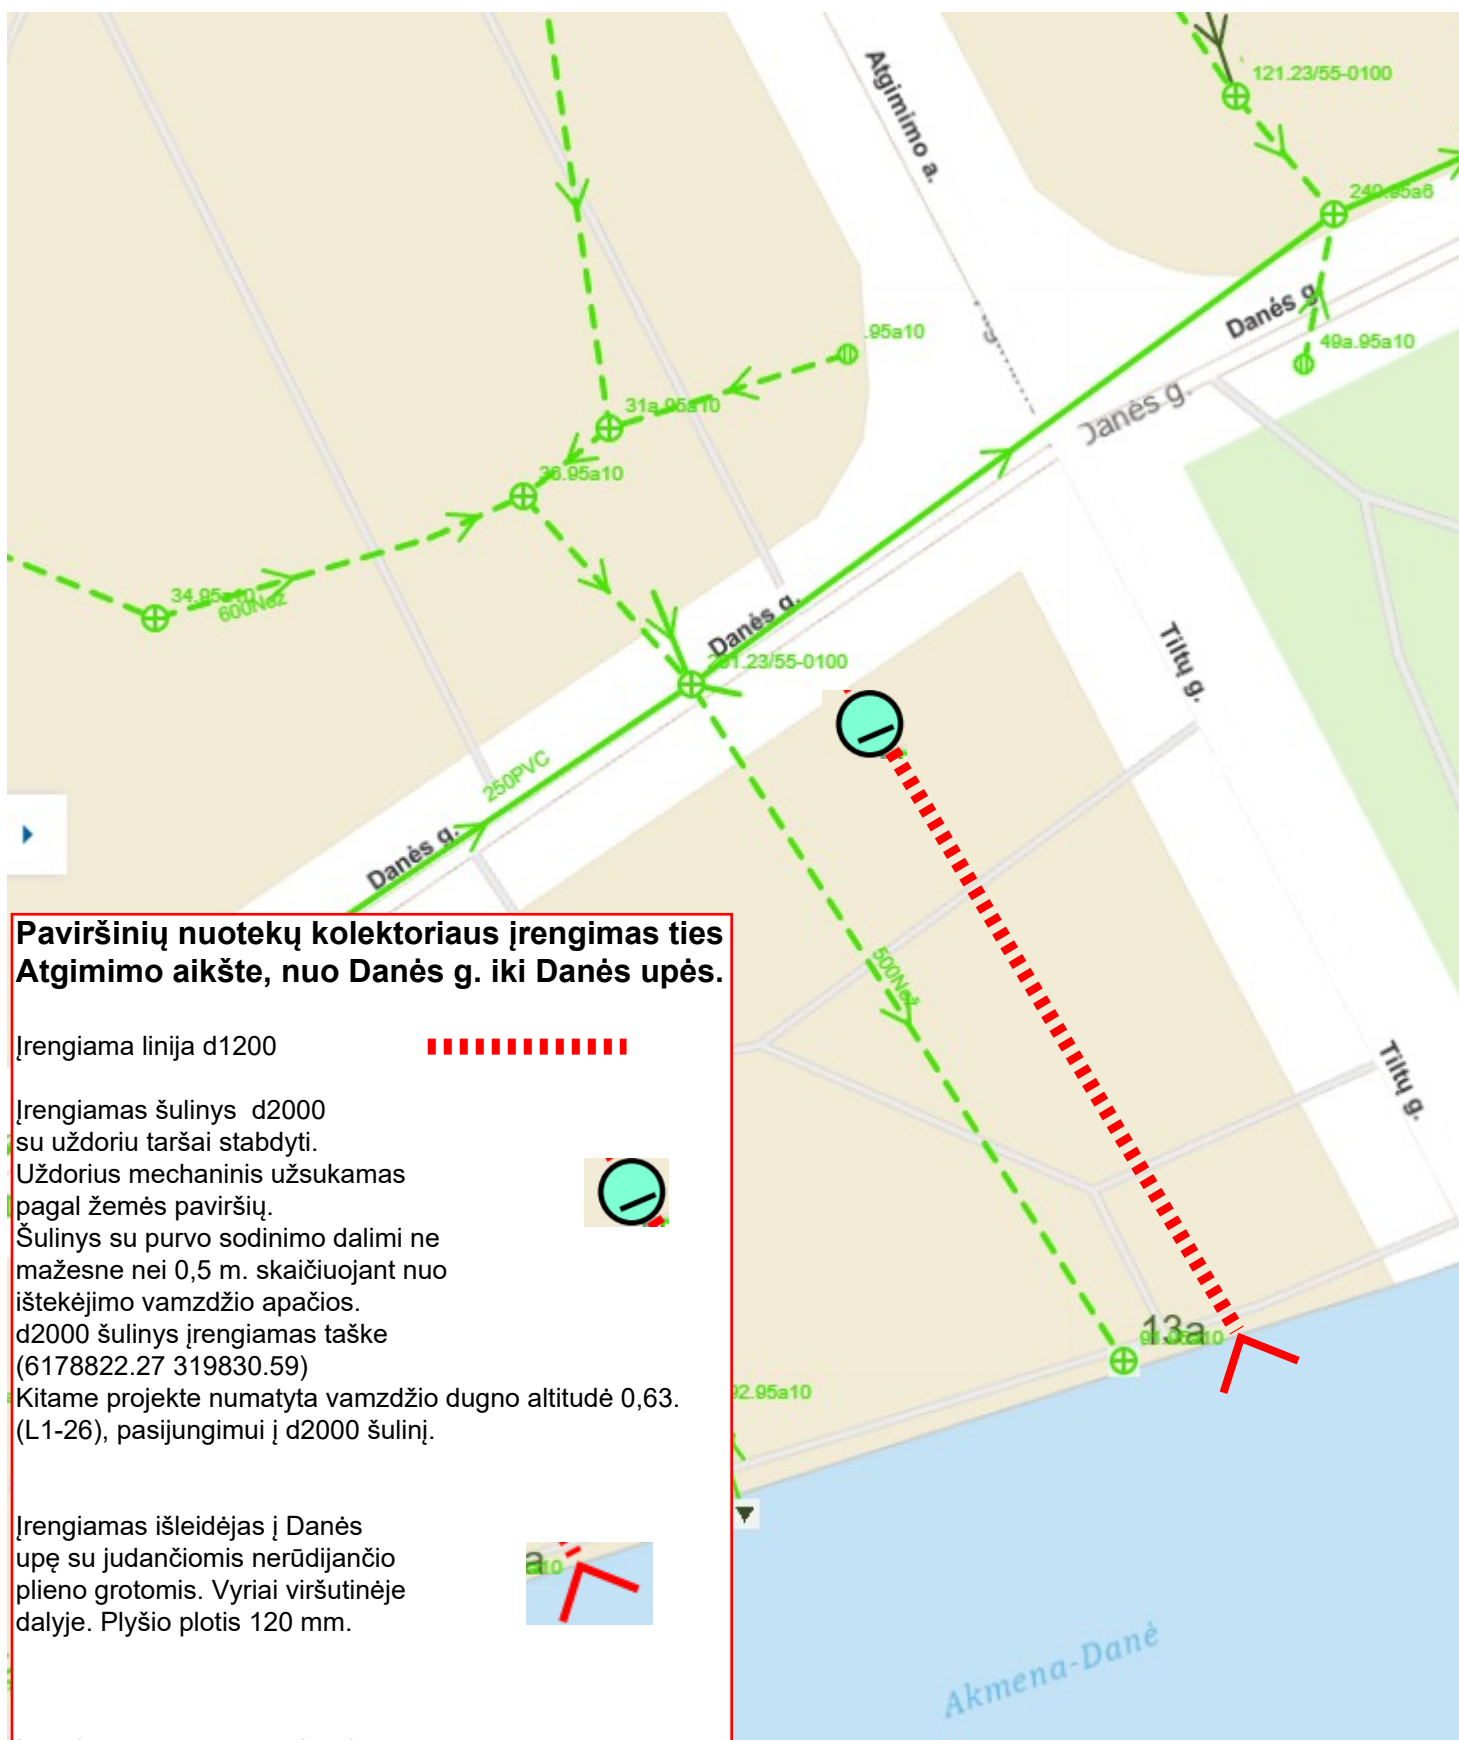 Atgimimo a.
121.23/55-0100
240.95a6
Danės g.
49a.95a10
Danės g.
.95a10
31a.95a10
36.95a10
34.95a10
600Než
Danės g.
Tiltų g.
250PVC
Danės g.
500Než
Tiltų g.
13a
91.95a10
92.95a10
Akmena-Danė
Paviršinių nuotekų kolektoriaus įrengimas ties
Atgimimo aikšte, nuo Danės g. iki Danės upės.
Įrengiama linija d1200
Įrengiamas šulinys d2000
su uždoriu taršai stabdyti.
Uždorius mechaninis užsukamas
pagal žemės paviršių.
Šulinys su purvo sodinimo dalimi ne
mažesne nei 0,5 m. skaičiuojant nuo
ištekėjimo vamzdžio apačios.
d2000 šulinys įrengiamas taške
(6178822.27 319830.59)
Kitame projekte numatyta vamzdžio dugno altitudė 0,63.
(L1-26), pasijungimui į d2000 šulinį.
Įrengiamas išleidėjas į Danės
upę su judančiomis nerūdijančio
plieno grotomis. Vyriai viršutinėje
dalyje. Plyšio plotis 120 mm.